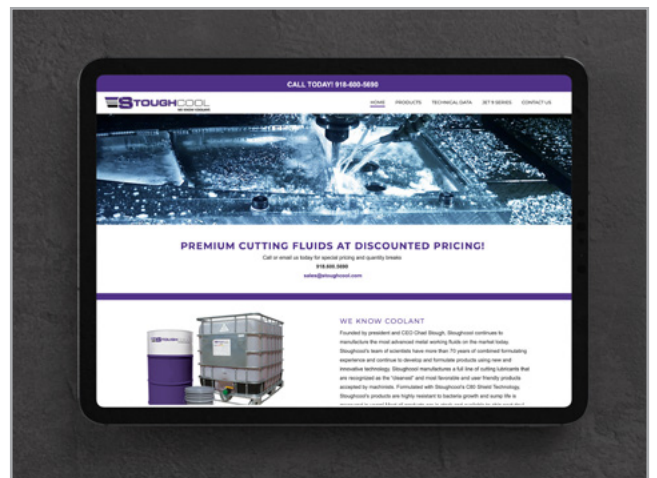 CALL TODAY! 918-600-5690
STOUGHCOOL
WE KNOW COOLANT
HOME PRODUCTS TECHNICAL DATA JET 9 SERIES CONTACT US
PREMIUM CUTTING FLUIDS AT DISCOUNTED PRICING!
Call or email us today for special pricing and quantity breaks
918.600.5690
sales@stoughcool.com
WE KNOW COOLANT
Founded by president and CEO Chad Stough, Stoughcool continues to
manufacture the most advanced metal working fluids on the market today.
Stoughcool's team of scientists have more than 70 years of combined formulating
experience and continue to develop and formulate products using new and
innovative technology. Stoughcool manufactures a full line of cutting lubricants that
are recognized as the "cleanest" and most favorable and user friendly products
accepted by machinists. Formulated with Stoughcool's C80 Shield Technology,
Stoughcool's products are highly resistant to bacteria growth and sump life is